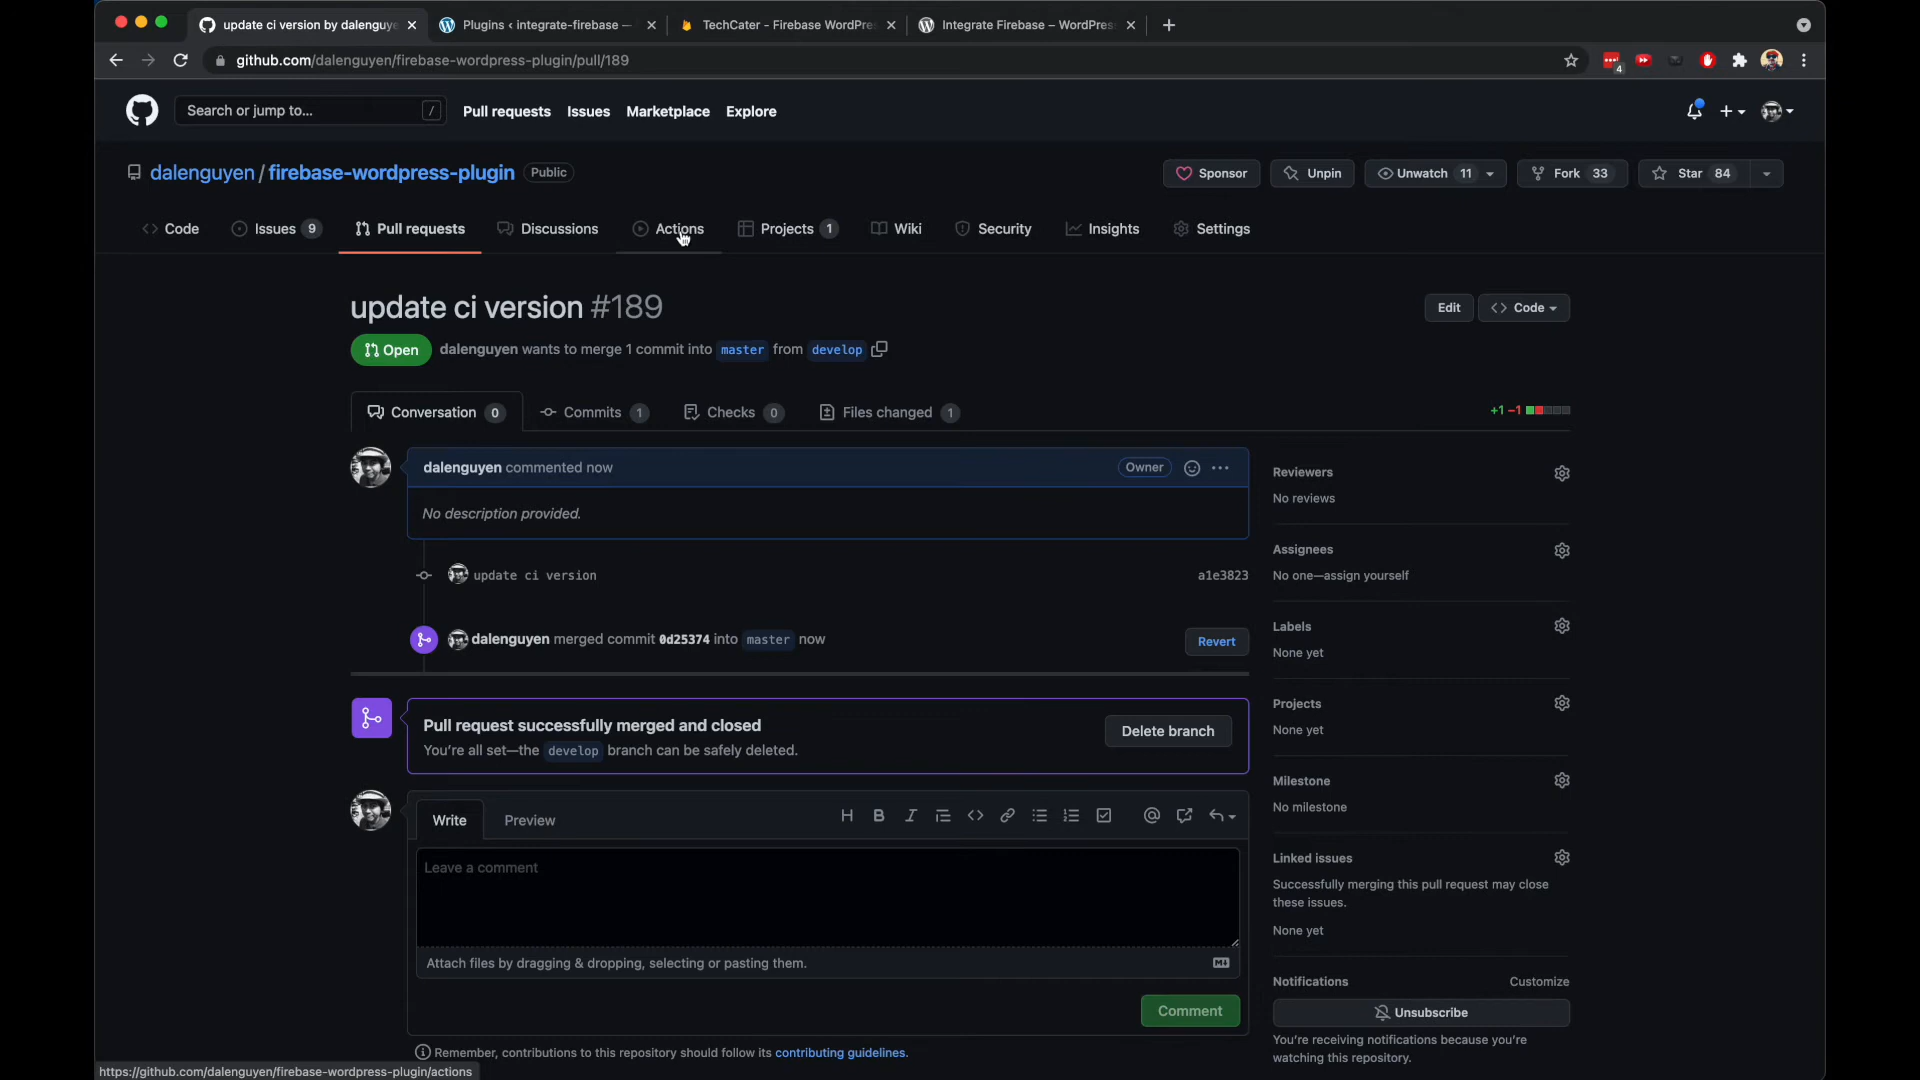 update ci version by dalenguye
Plugins ‹ integrate-firebase —
TechCater - Firebase WordPre
Integrate Firebase – WordPres
github.com/dalenguyen/firebase-wordpress-plugin/pull/189
4
Search or jump to...
/
Pull requests
Issues
Marketplace
Explore
dalenguyen / firebase-wordpress-plugin
Public
Sponsor
Unpin
Unwatch 11
Fork 33
Star 84
Code
Issues 9
Pull requests
Discussions
Actions
Projects 1
Wiki
Security
Insights
Settings
update ci version #189
Edit
Code
Open
dalenguyen wants to merge 1 commit into master from develop
Conversation 0
Commits 1
Checks 0
Files changed 1
+1 −1
dalenguyen commented now
Owner
No description provided.
update ci version
a1e3823
dalenguyen merged commit 0d25374 into master now
Revert
Pull request successfully merged and closed
You're all set—the develop branch can be safely deleted.
Delete branch
Write
Preview
H B I
@
Leave a comment
Attach files by dragging & dropping, selecting or pasting them.
Comment
Remember, contributions to this repository should follow its contributing guidelines.
Reviewers
No reviews
Assignees
No one—assign yourself
Labels
None yet
Projects
None yet
Milestone
No milestone
Linked issues
Successfully merging this pull request may close
these issues.
None yet
Notifications
Customize
Unsubscribe
You're receiving notifications because you're
watching this repository.
https://github.com/dalenguyen/firebase-wordpress-plugin/actions